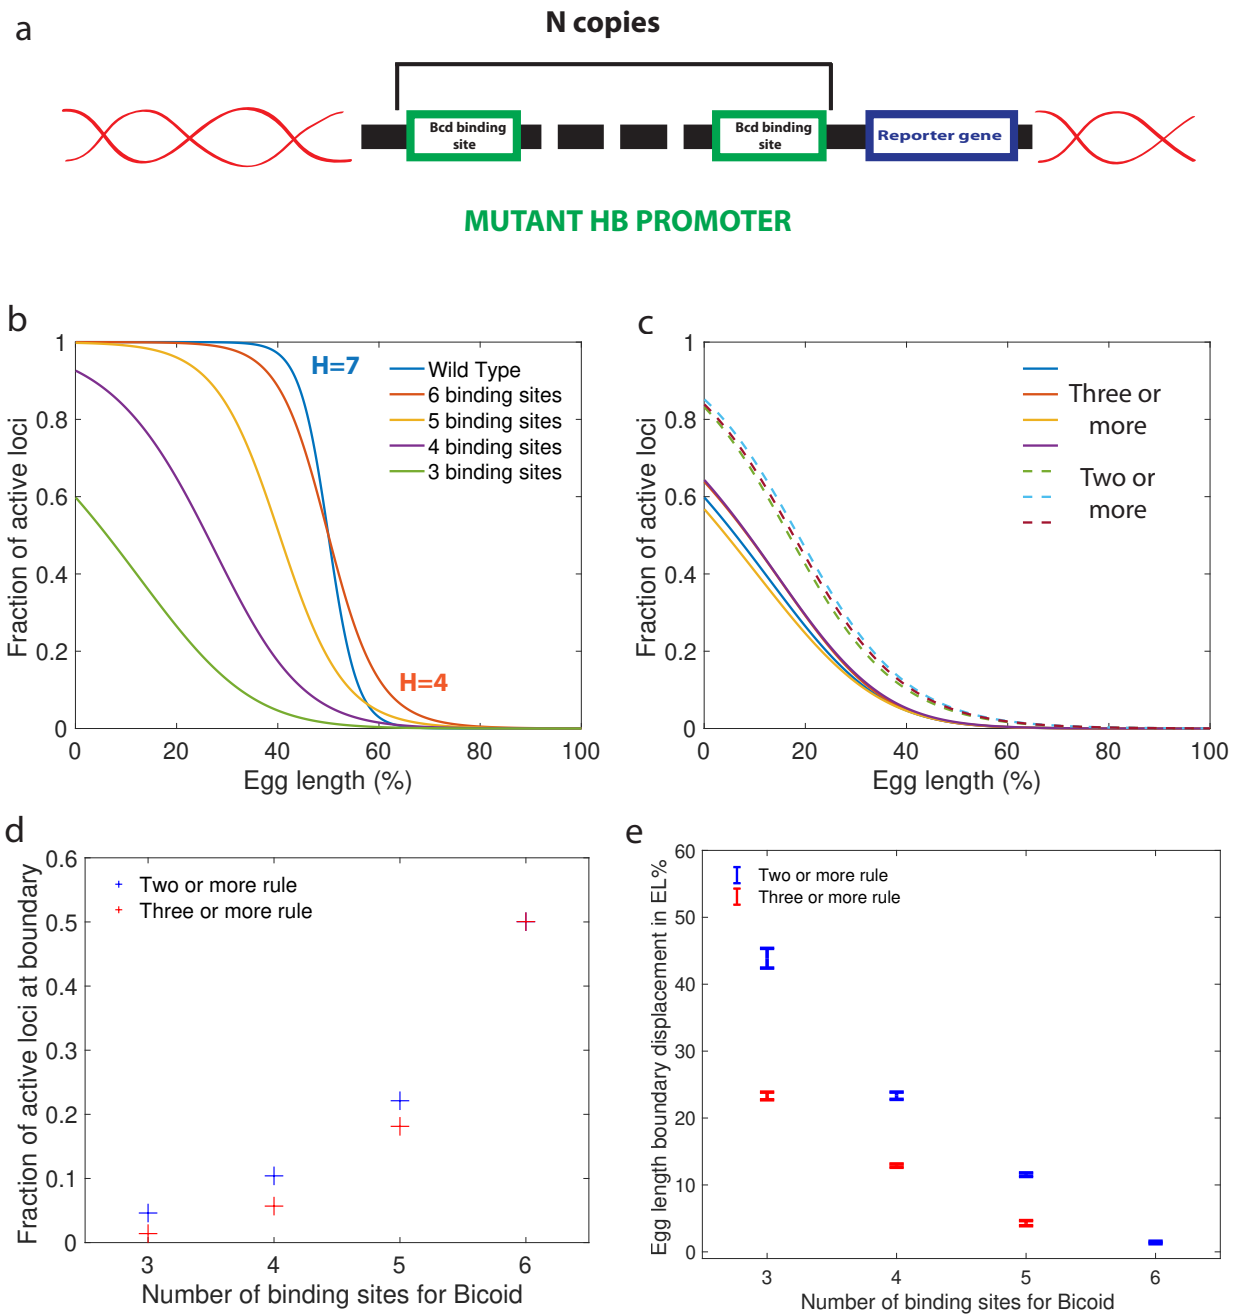 a
N copies
Bcd binding
site
Bcd binding
site
Reporter gene
MUTANT HB PROMOTER
b
Fraction of active loci
1
0.8
0.6
0.4
0.2
0
0
20
40
60
80
100
Egg length (%)
H=7
H=4
Wild Type
6 binding sites
5 binding sites
4 binding sites
3 binding sites
c
Fraction of active loci
1
0.8
0.6
0.4
0.2
0
0
20
40
60
80
100
Egg length (%)
Three or
more
Two or
more
d
Fraction of active loci at boundary
0.6
0.5
0.4
0.3
0.2
0.1
0
3
4
5
6
Number of binding sites for Bicoid
Two or more rule
Three or more rule
e
Egg length boundary displacement in EL%
60
50
40
30
20
10
0
3
4
5
6
Number of binding sites for Bicoid
Two or more rule
Three or more rule